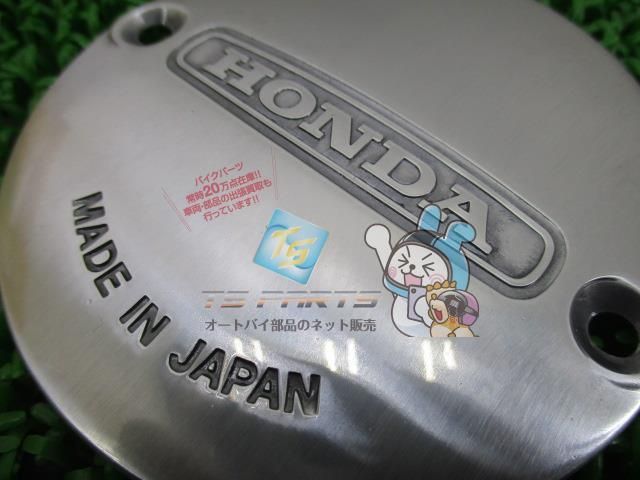 HONDA
バイクパーツ
常時20万点在庫!!
車両・部品の出張買取も
行っています!!
TS
TS PARTS
オートバイ部品のネット販売
MADE IN JAPAN